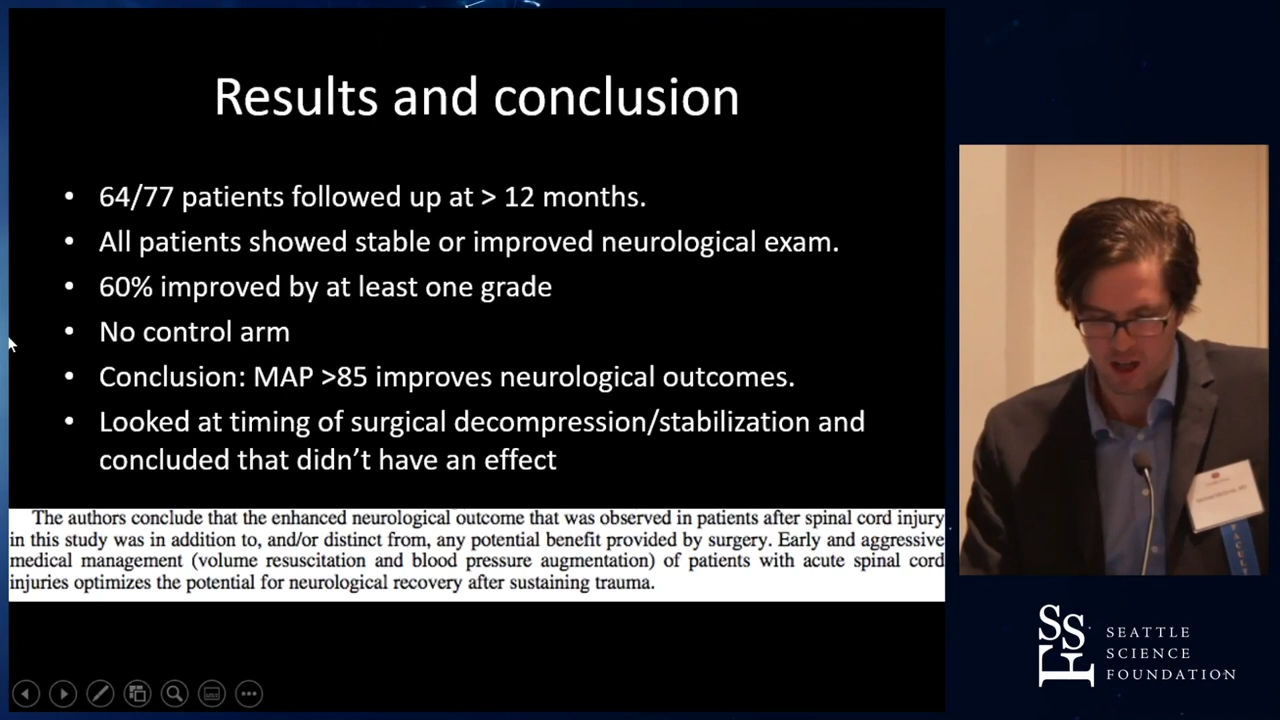 Results and conclusion
• 64/77 patients followed up at > 12 months.
• All patients showed stable or improved neurological exam.
• 60% improved by at least one grade
• No control arm
• Conclusion: MAP >85 improves neurological outcomes.
• Looked at timing of surgical decompression/stabilization and
concluded that didn’t have an effect
The authors conclude that the enhanced neurological outcome that was observed in patients after spinal cord injury
in this study was in addition to, and/or distinct from, any potential benefit provided by surgery. Early and aggressive
medical management (volume resuscitation and blood pressure augmentation) of patients with acute spinal cord
injuries optimizes the potential for neurological recovery after sustaining trauma.
SSF
SEATTLE
SCIENCE
FOUNDATION